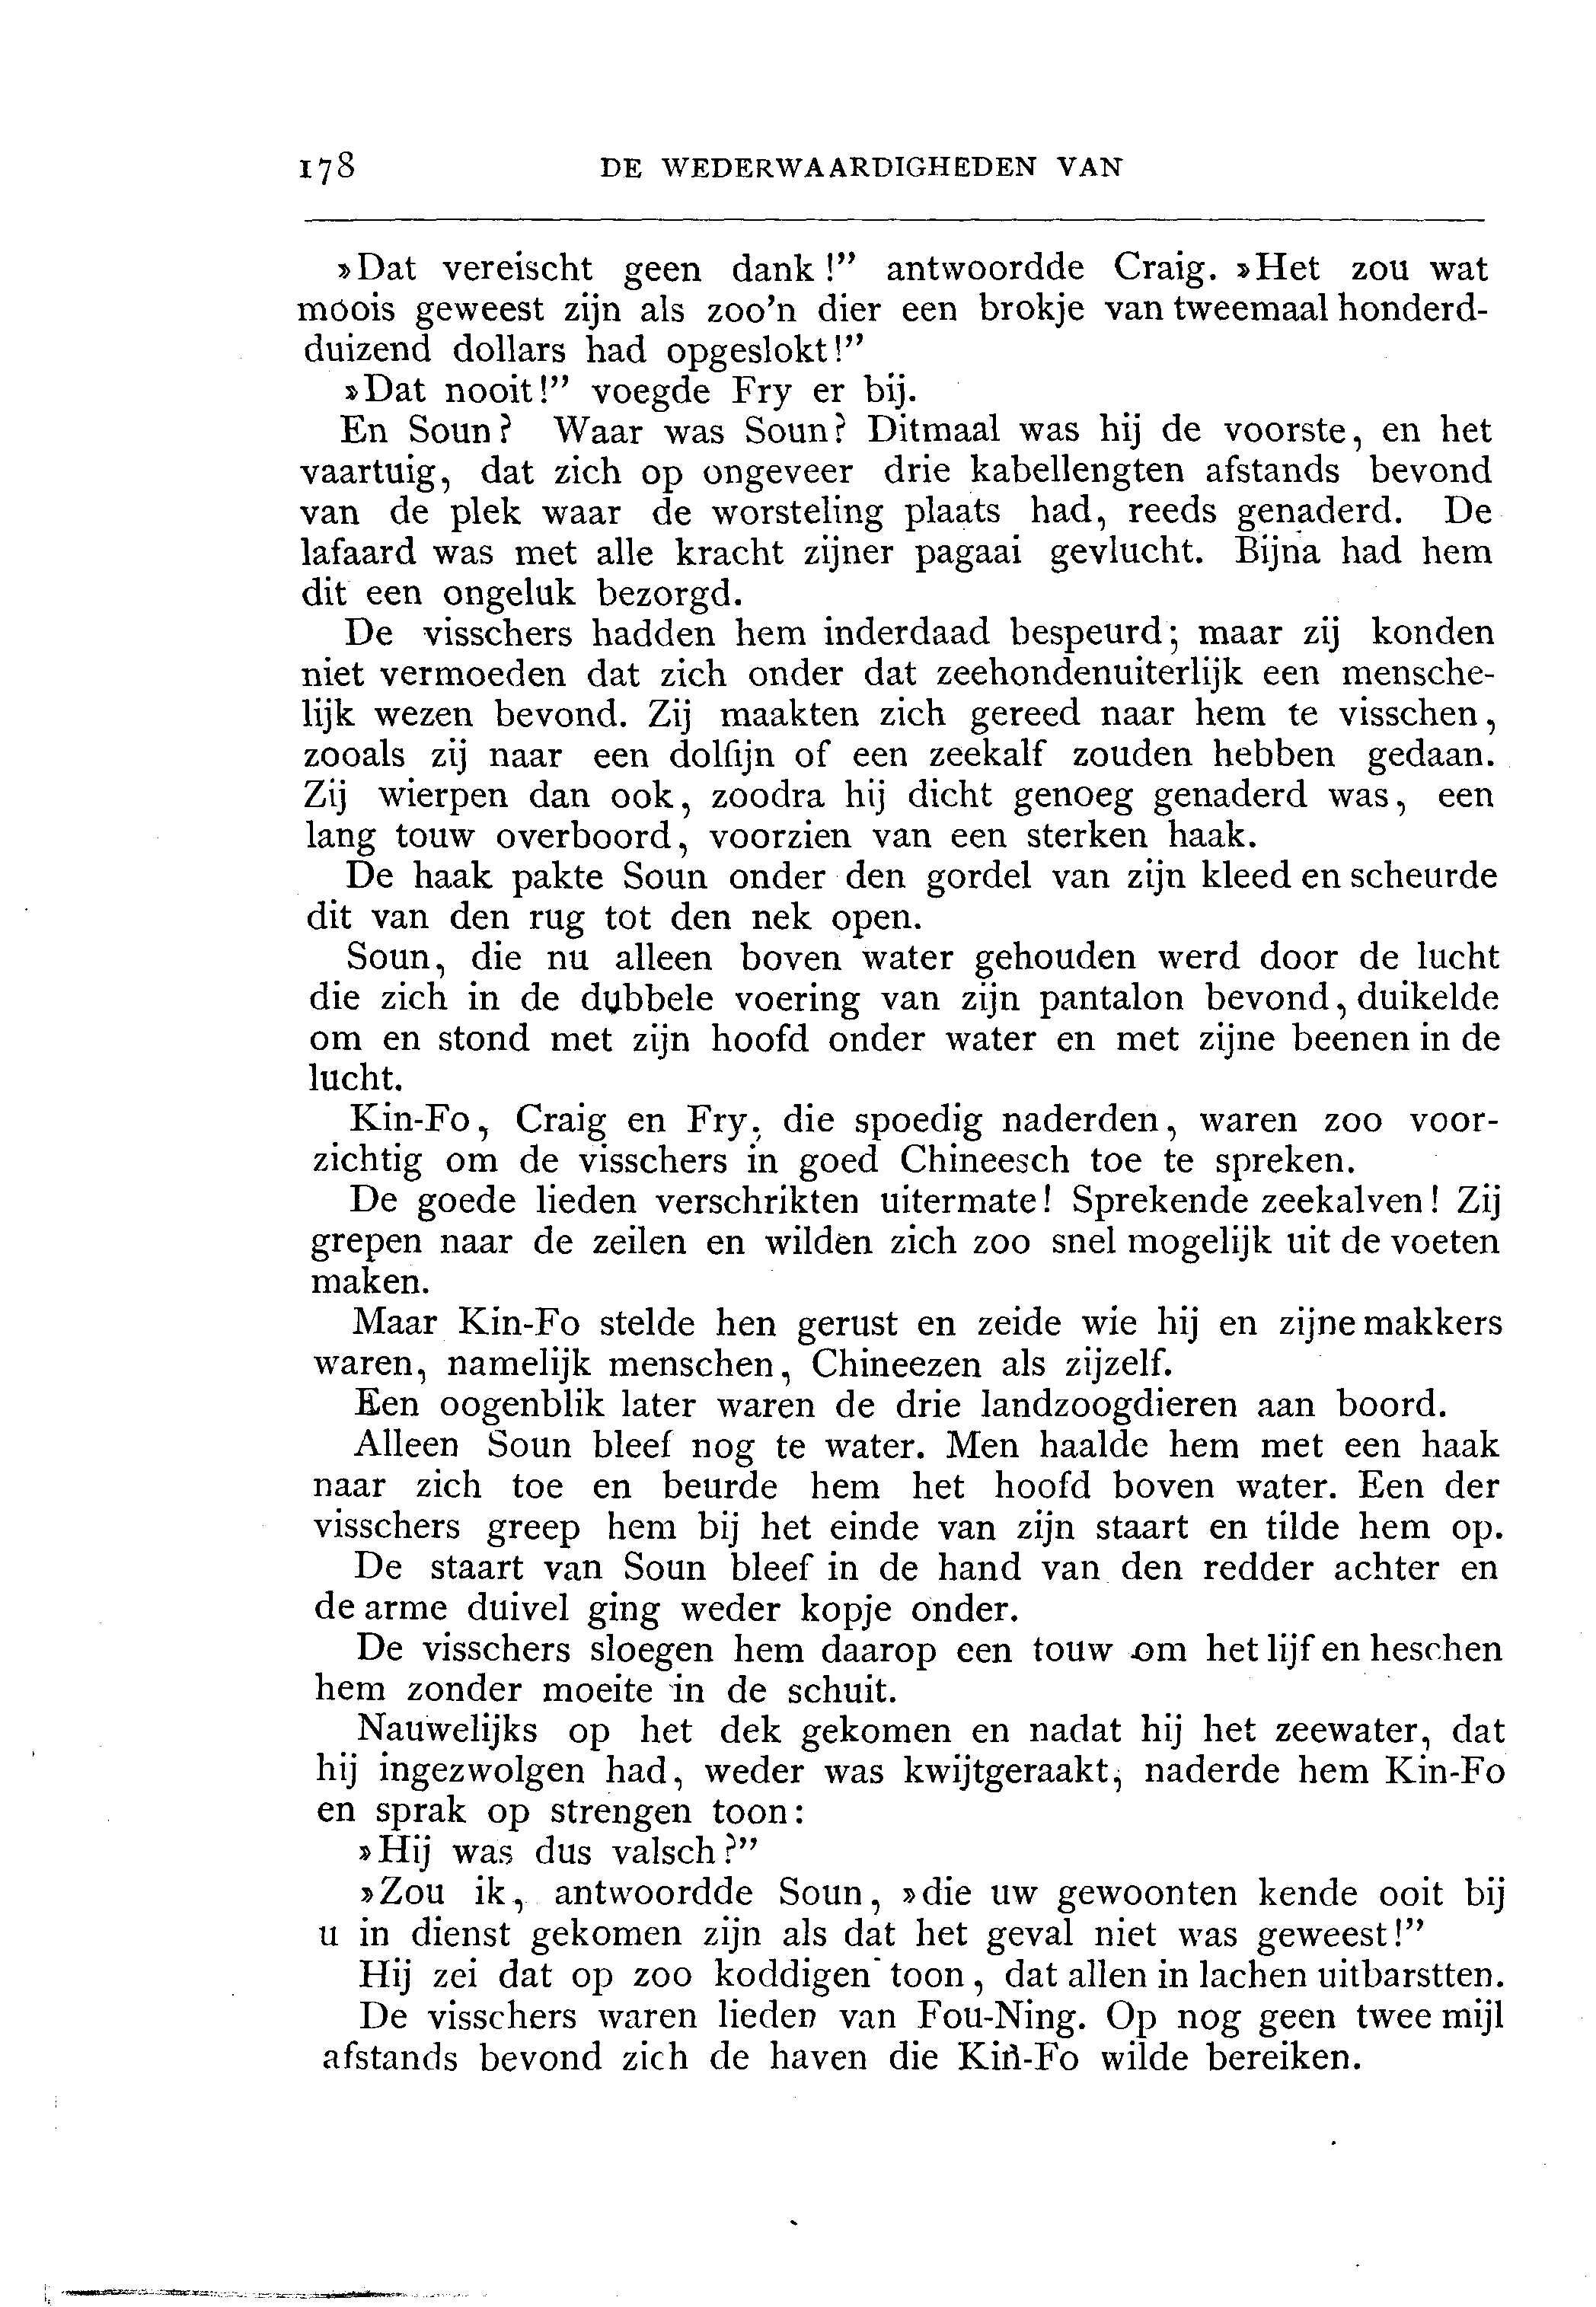 178 DE WEDERWAARDIGHEDEN VAN
»Dat vereischt geen dank!” antwoordde Craig. »Het zou wat
moois geweest zijn als zoo’n dier een brokje van tweemaal honderd-
duizend dollars had opgeslokt!”
»Dat nooit!” voegde Fry er bij.
En Soun? Waar was Soun? Ditmaal was hij de voorste, en het
vaartuig, dat zich op ongeveer drie kabellengten afstands bevond
van de plek waar de worsteling plaats had, reeds genaderd. De
lafaard was met alle kracht zijner pagaai gevlucht. Bijna had hem
dit een ongeluk bezorgd.
De visschers hadden hem inderdaad bespeurd; maar zij konden
niet vermoeden dat zich onder dat zeehondenuiterlijk een mensche-
lijk wezen bevond. Zij maakten zich gereed naar hem te visschen,
zooals zij naar een dolfijn of een zeekalf zouden hebben gedaan.
Zij wierpen dan ook, zoodra hij dicht genoeg genaderd was, een
lang touw overboord, voorzien van een sterken haak.
De haak pakte Soun onder den gordel van zijn kleed en scheurde
dit van den rug tot den nek open.
Soun, die nu alleen boven water gehouden werd door de lucht
die zich in de dubbele voering van zijn pantalon bevond, duikelde
om en stond met zijn hoofd onder water en met zijne beenen in de
lucht.
Kin-Fo, Craig en Fry, die spoedig naderden, waren zoo voor-
zichtig om de visschers in goed Chineesch toe te spreken.
De goede lieden verschrikten uitermate! Sprekende zeekalven! Zij
grepen naar de zeilen en wilden zich zoo snel mogelijk uit de voeten
maken.
Maar Kin-Fo stelde hen gerust en zeide wie hij en zijne makkers
waren, namelijk menschen, Chineezen als zijzelf.
Een oogenblik later waren de drie landzoogdieren aan boord.
Alleen Soun bleef nog te water. Men haalde hem met een haak
naar zich toe en beurde hem het hoofd boven water. Een der
visschers greep hem bij het einde van zijn staart en tilde hem op.
De staart van Soun bleef in de hand van den redder achter en
de arme duivel ging weder kopje onder.
De visschers sloegen hem daarop een touw om het lijf en heschen
hem zonder moeite in de schuit.
Nauwelijks op het dek gekomen en nadat hij het zeewater, dat
hij ingezwolgen had, weder was kwijtgeraakt, naderde hem Kin-Fo
en sprak op strengen toon:
»Hij was dus valsch?”
»Zou ik, antwoordde Soun, »die uw gewoonten kende ooit bij
u in dienst gekomen zijn als dat het geval niet was geweest!”
Hij zei dat op zoo koddigen toon, dat allen in lachen uitbarstten.
De visschers waren lieden van Fou-Ning. Op nog geen twee mijl
afstands bevond zich de haven die Kin-Fo wilde bereiken.